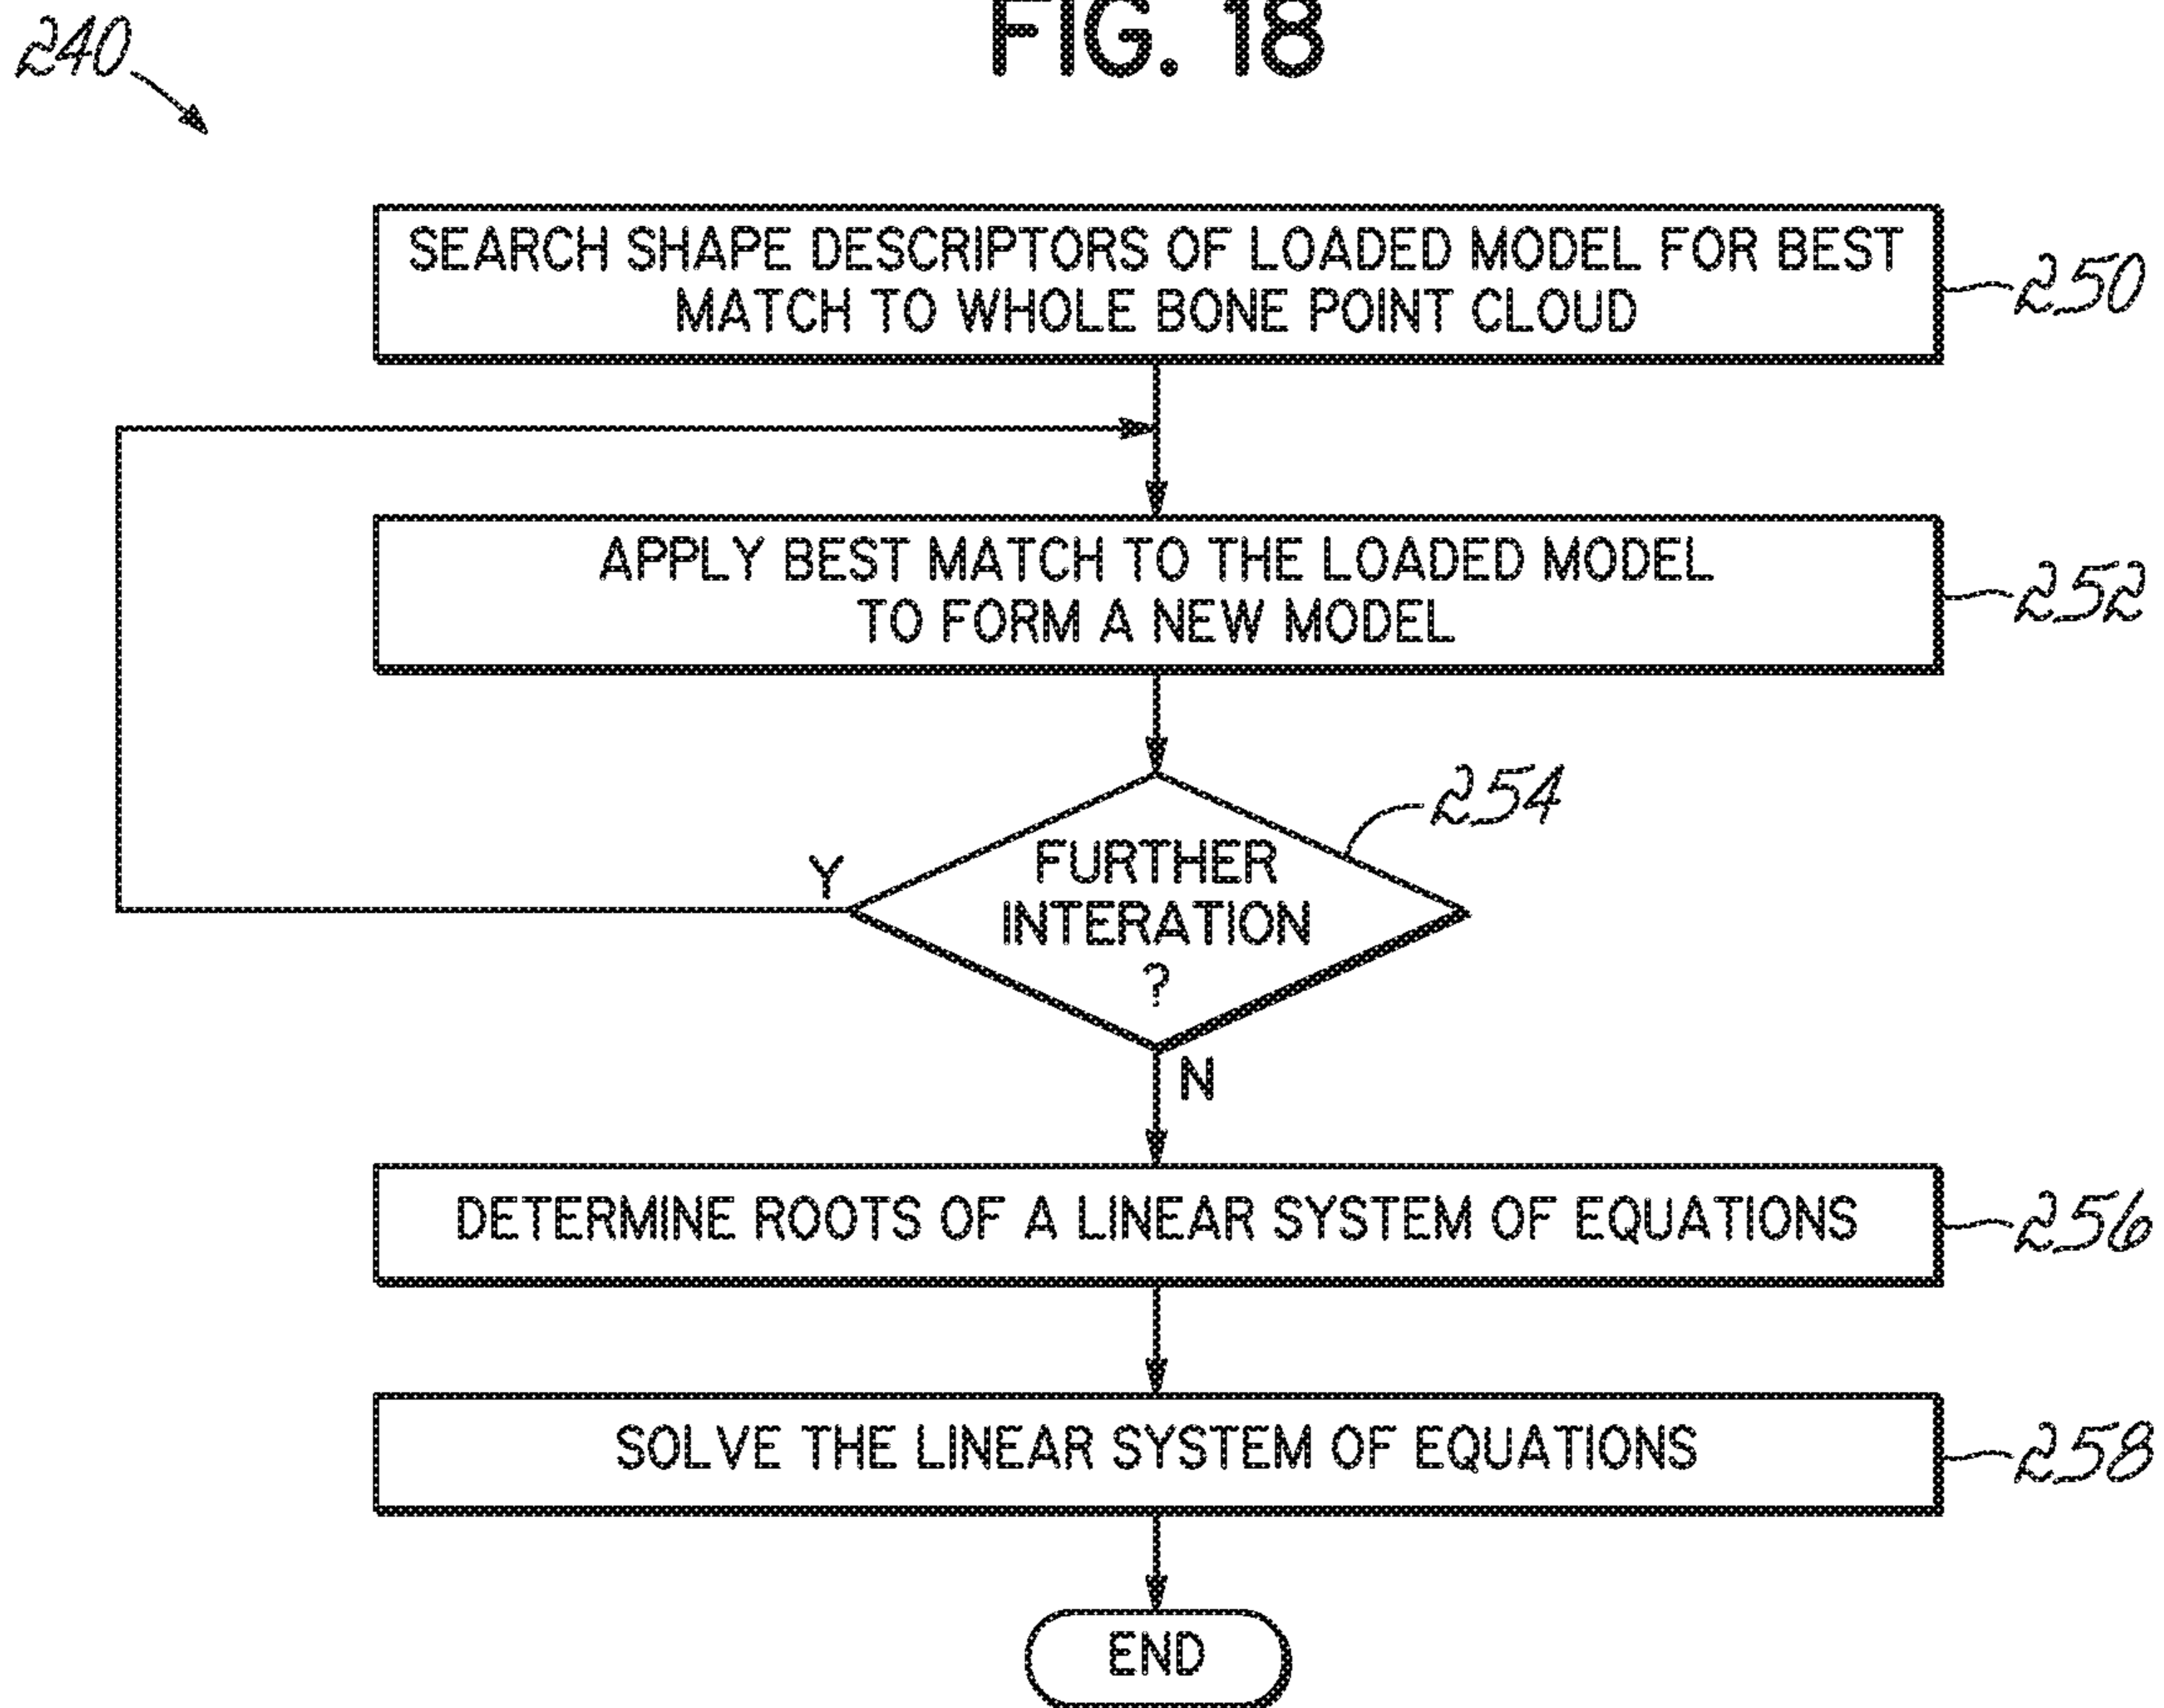 FIG. 18
240
SEARCH SHAPE DESCRIPTORS OF LOADED MODEL FOR BEST
MATCH TO WHOLE BONE POINT CLOUD
250
APPLY BEST MATCH TO THE LOADED MODEL
TO FORM A NEW MODEL
252
254
FURTHER
INTERATION
?
Y
N
DETERMINE ROOTS OF A LINEAR SYSTEM OF EQUATIONS
256
SOLVE THE LINEAR SYSTEM OF EQUATIONS
258
END